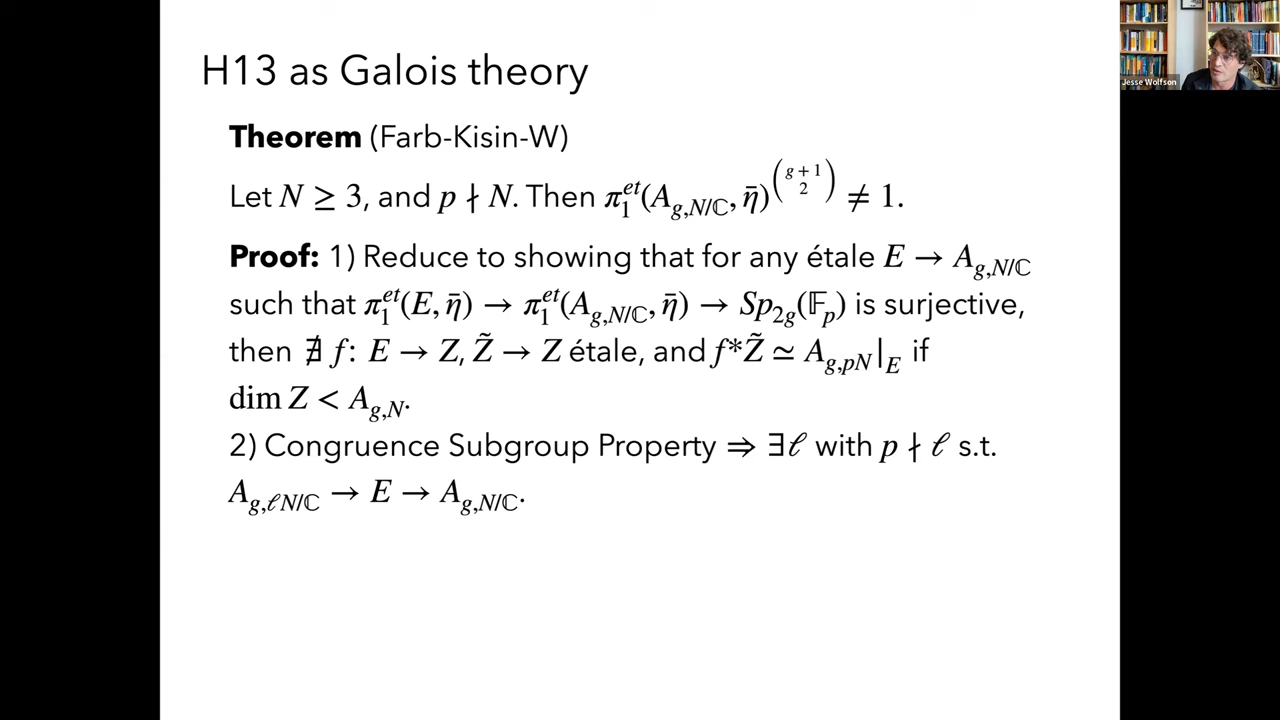 H13 as Galois theory
Jesse Wolfson
Theorem (Farb-Kisin-W)
Let N ≥ 3, and p ∤ N. Then π₁^{et}(A_{g,N/ℂ}, η̄)^{\binom{g+1}{2}} ≠ 1.
Proof: 1) Reduce to showing that for any étale E → A_{g,N/ℂ}
such that π₁^{et}(E, η̄) → π₁^{et}(A_{g,N/ℂ}, η̄) → Sp_{2g}(𝔽_p) is surjective,
then ∄ f: E → Z, Z̃ → Z étale, and f*Z̃ ≃ A_{g,pN}|_E if
dim Z < A_{g,N}.
2) Congruence Subgroup Property ⇒ ∃ℓ with p ∤ ℓ s.t.
A_{g,ℓN/ℂ} → E → A_{g,N/ℂ}.